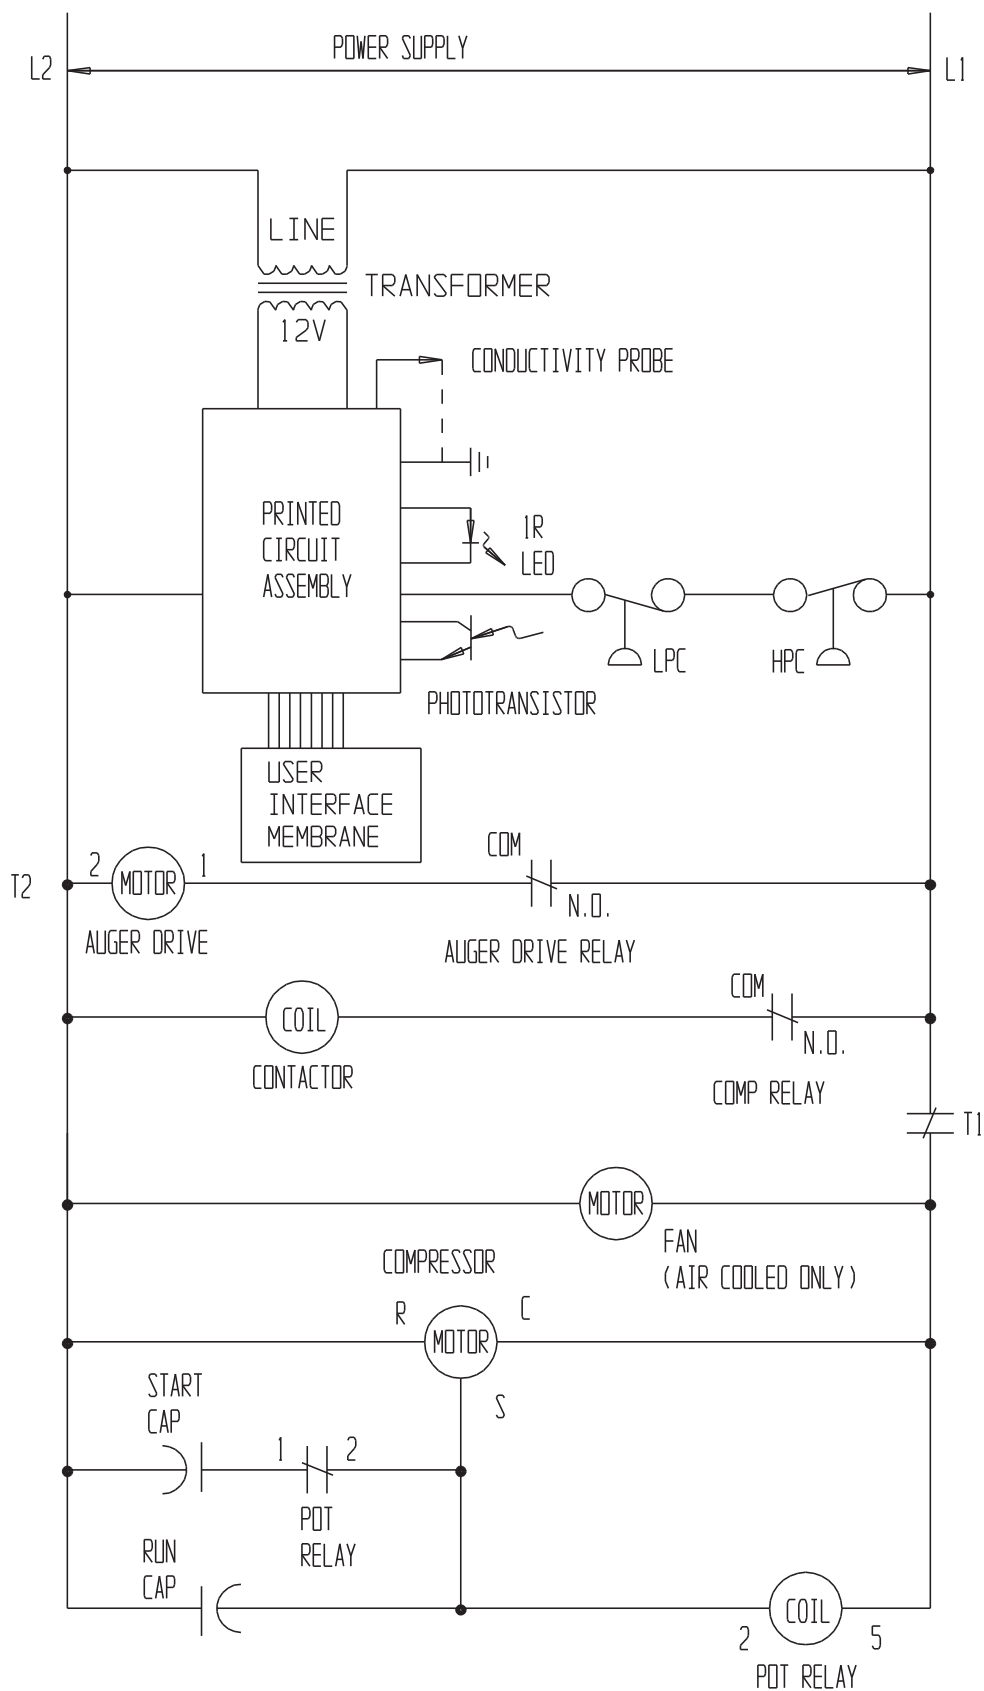 POWER SUPPLY
L2
L1
LINE
TRANSFORMER
12V
CONDUCTIVITY PROBE
PRINTED
CIRCUIT
ASSEMBLY
1R
LED
LPC
HPC
PHOTOTRANSISTOR
USER
INTERFACE
MEMBRANE
COM
2
1
T2
MOTOR
N.O.
AUGER DRIVE
AUGER DRIVE RELAY
COM
COIL
N.O.
CONTACTOR
COMP RELAY
T1
MOTOR
FAN
(AIR COOLED ONLY)
COMPRESSOR
R
C
MOTOR
S
START
CAP
1
2
POT
RELAY
RUN
CAP
COIL
2
5
POT RELAY